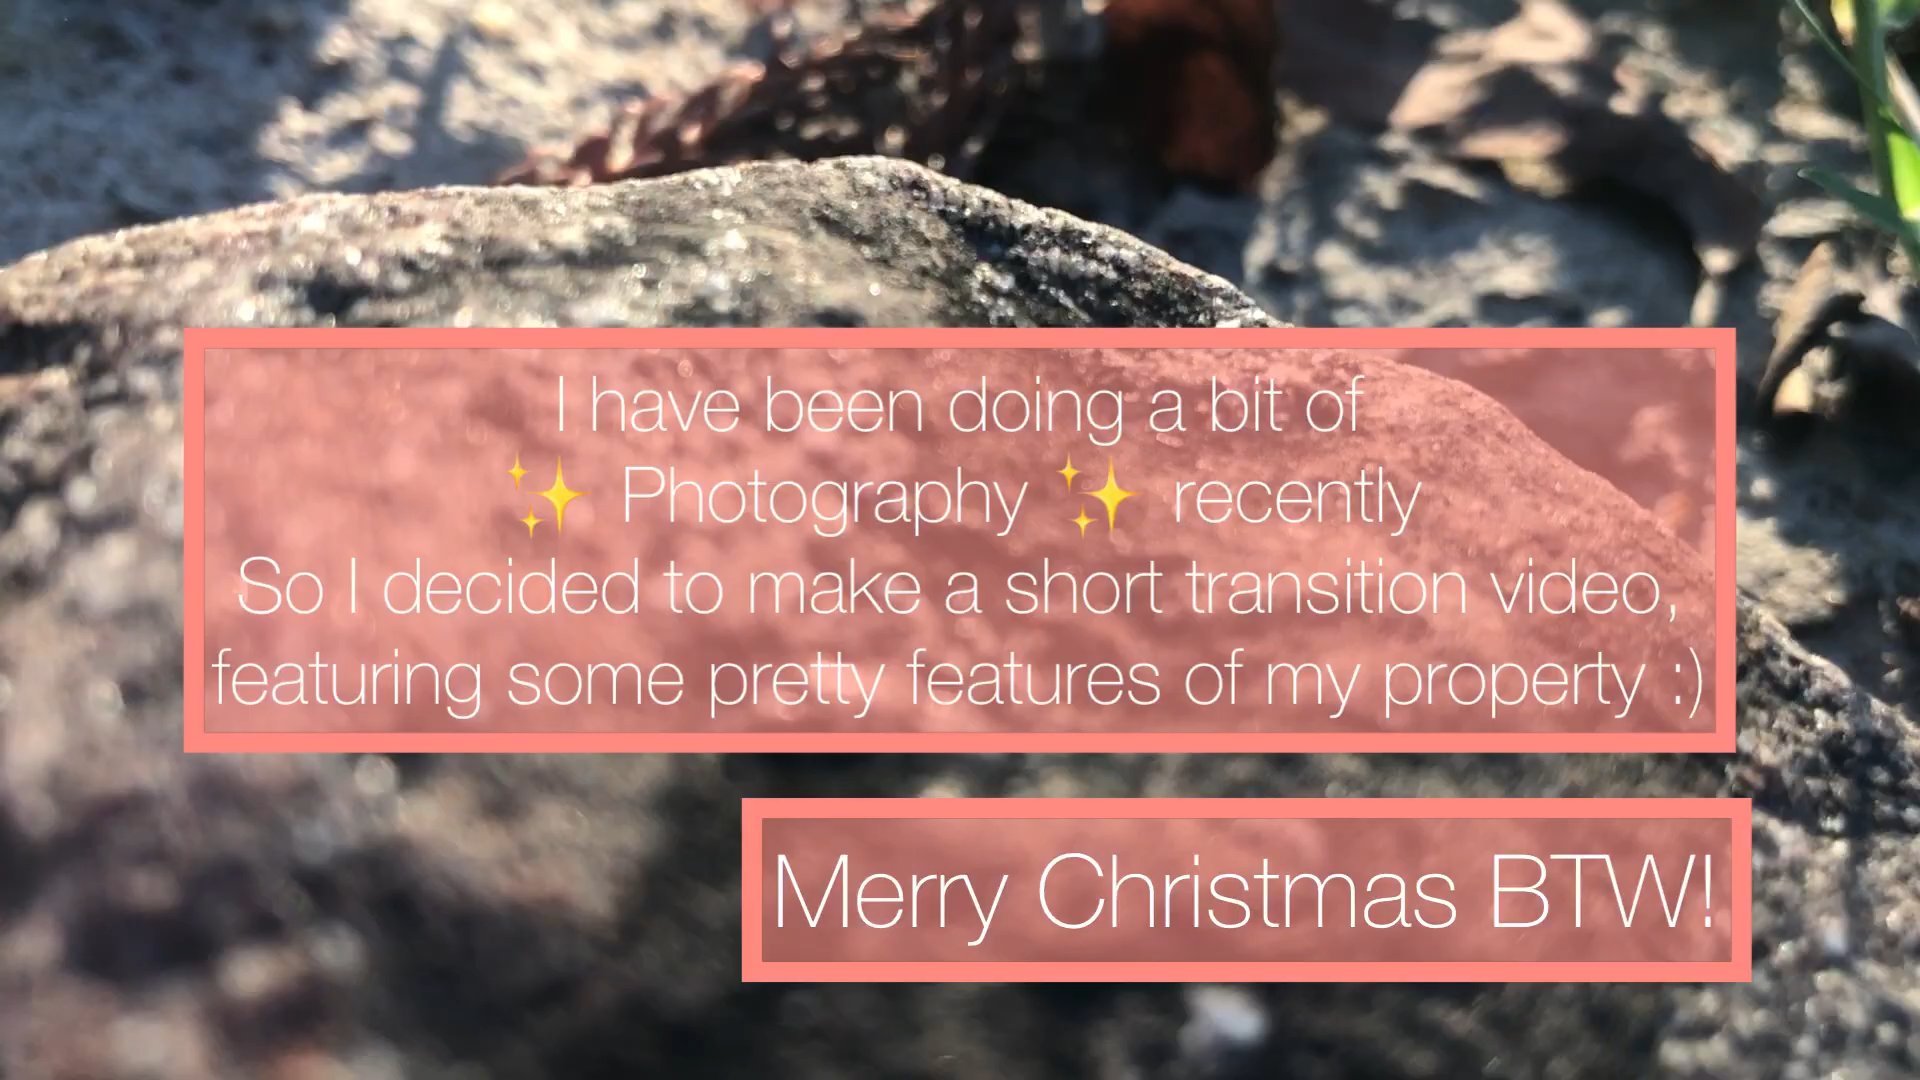 I have been doing a bit of
✨ Photography ✨ recently
So I decided to make a short transition video,
featuring some pretty features of my property :)
Merry Christmas BTW!